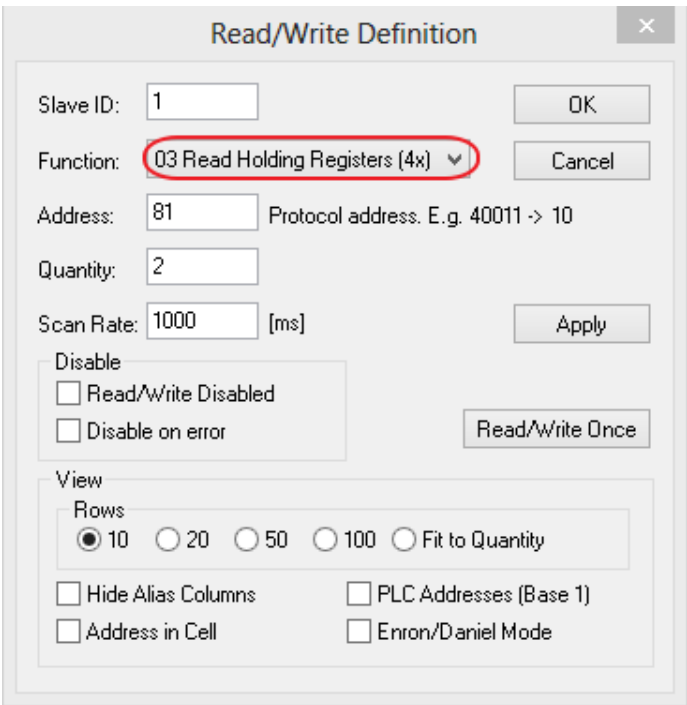 Read/Write Definition
Slave ID: 1 OK
Function: 03 Read Holding Registers (4x) Cancel
Address: 81 Protocol address. E.g. 40011 -> 10
Quantity: 2
Scan Rate: 1000 [ms] Apply
Disable
Read/Write Disabled
Disable on error
Read/Write Once
View
Rows
10 20 50 100 Fit to Quantity
Hide Alias Columns PLC Addresses (Base 1)
Address in Cell Enron/Daniel Mode